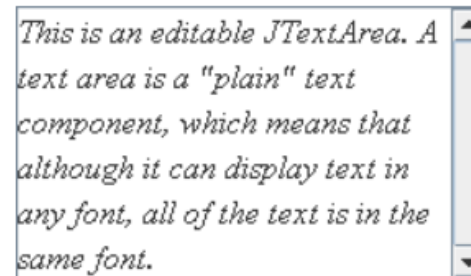 This is an editable JTextArea. A
text area is a "plain" text
component, which means that
although it can display text in
any font, all of the text is in the
same font.